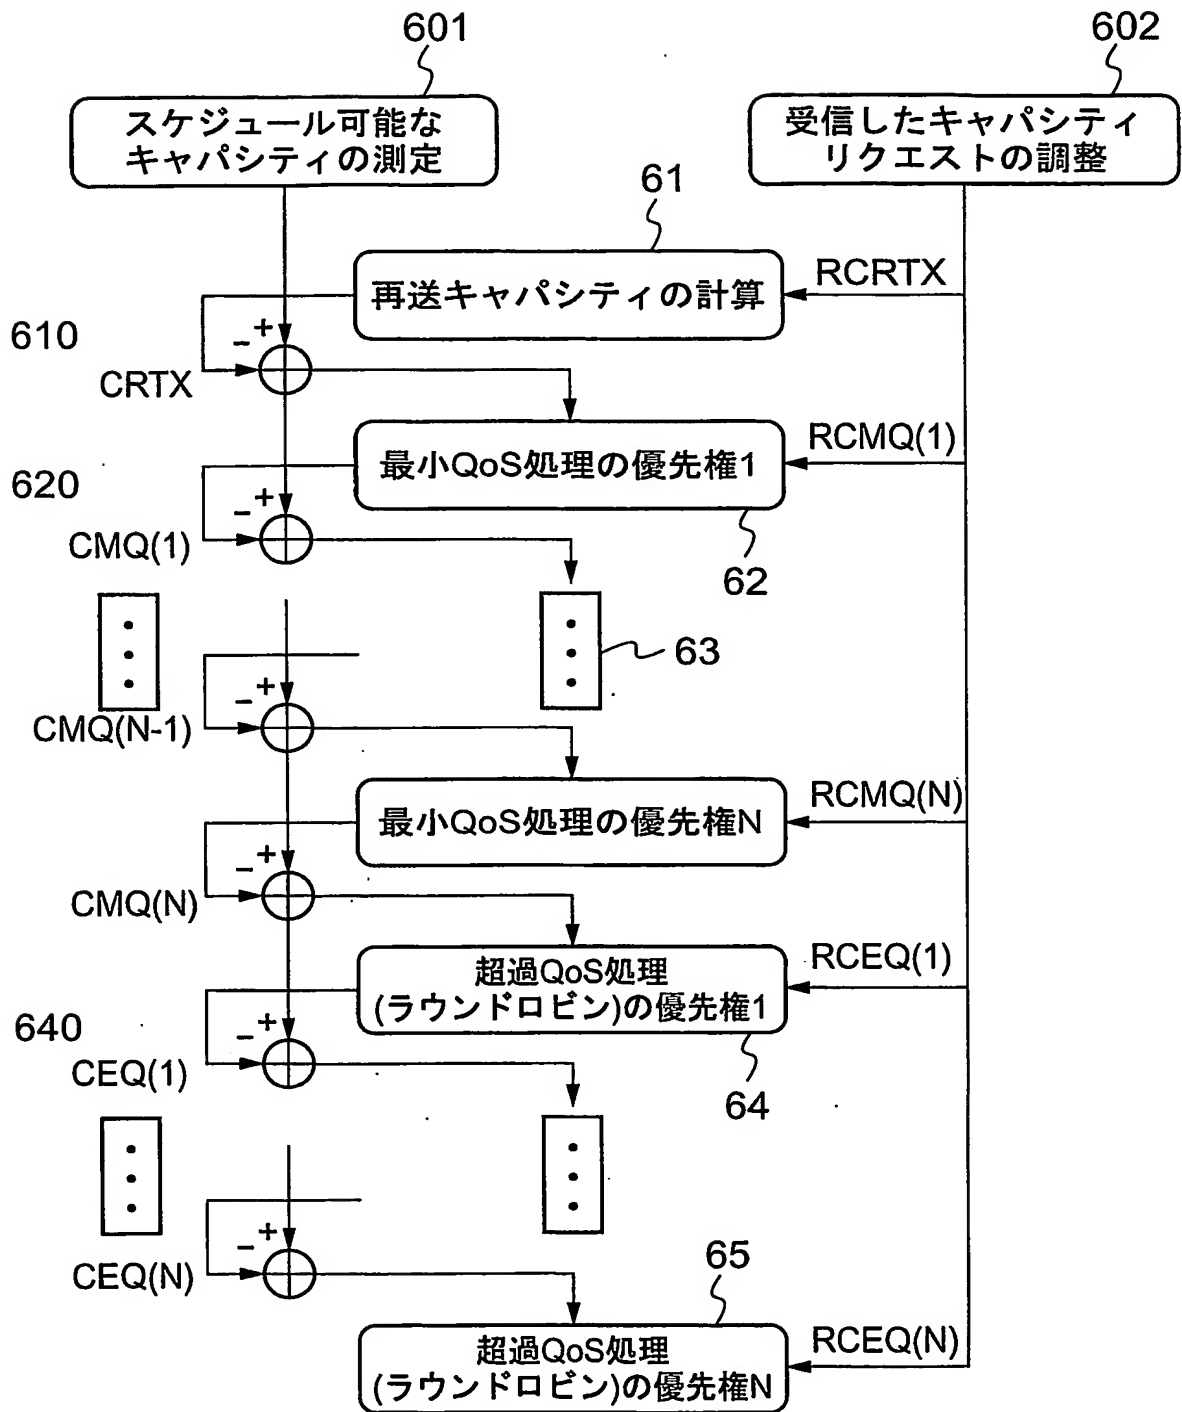 601
602
スケジュール可能な
キャパシティの測定
受信したキャパシティ
リクエストの調整
61
再送キャパシティの計算
RCRTX
610
+
-
CRTX
最小QoS処理の優先権1
RCMQ(1)
620
+
-
CMQ(1)
62
63
+
-
CMQ(N-1)
最小QoS処理の優先権N
RCMQ(N)
+
-
CMQ(N)
超過QoS処理
(ラウンドロビン)の優先権1
RCEQ(1)
640
+
-
CEQ(1)
64
+
-
CEQ(N)
65
超過QoS処理
(ラウンドロビン)の優先権N
RCEQ(N)